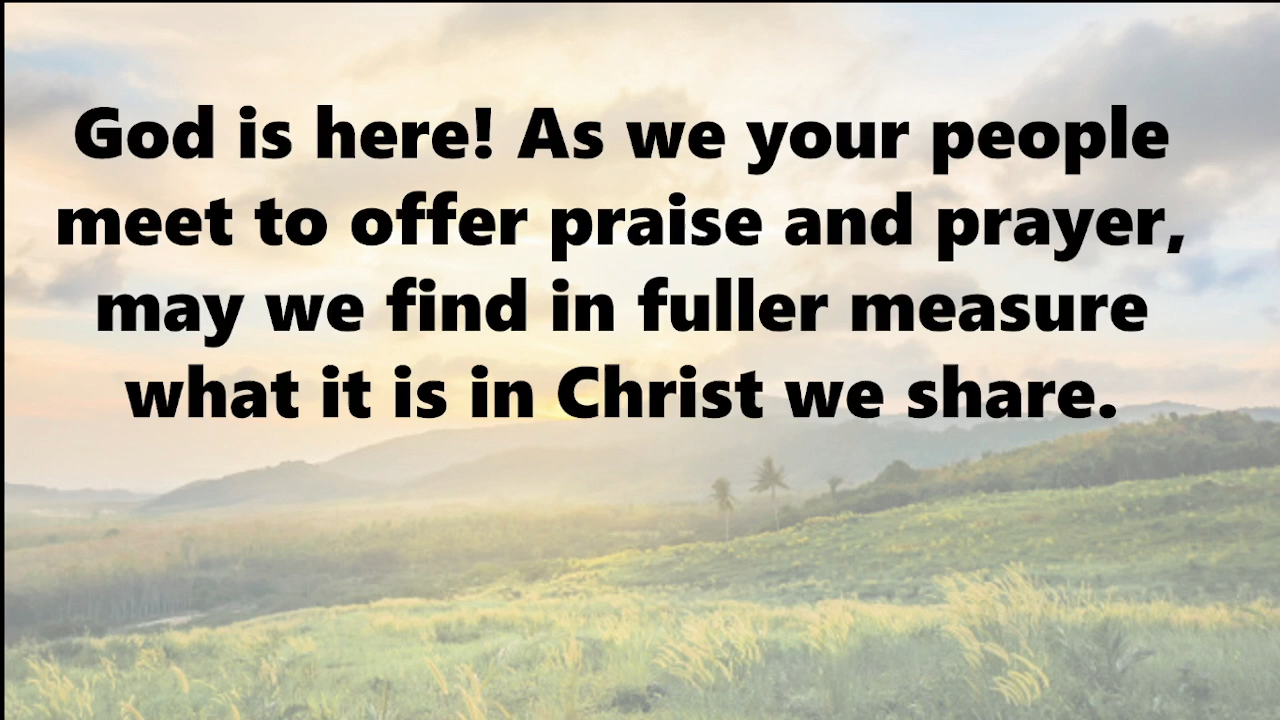 God is here! As we your people
meet to offer praise and prayer,
may we find in fuller measure
what it is in Christ we share.